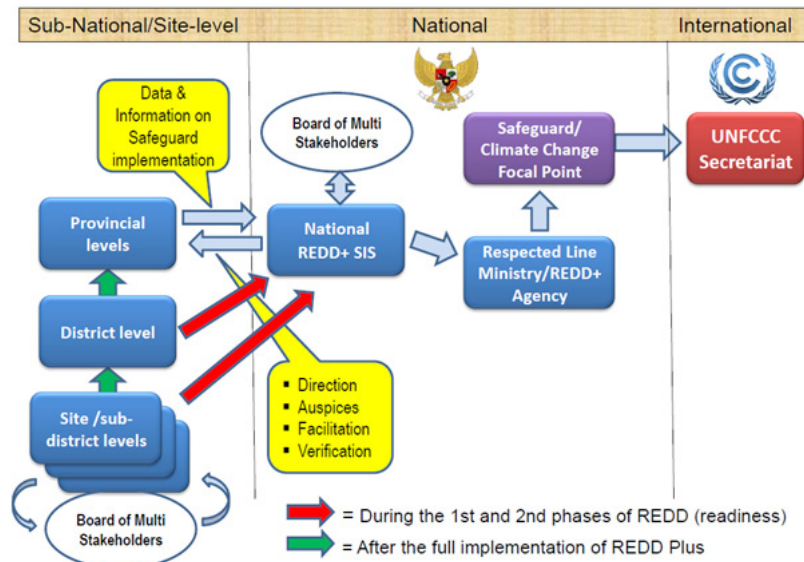 Sub-National/Site-level
National
International
Data &
Information on
Safeguard
implementation
Board of Multi
Stakeholders
Safeguard/
Climate Change
Focal Point
UNFCCC
Secretariat
Provincial
levels
National
REDD+ SIS
Respected Line
Ministry/REDD+
Agency
District level
▪ Direction
▪ Auspices
▪ Facilitation
▪ Verification
Site /sub-
district levels
Board of Multi
Stakeholders
= During the 1st and 2nd phases of REDD (readiness)
= After the full implementation of REDD Plus